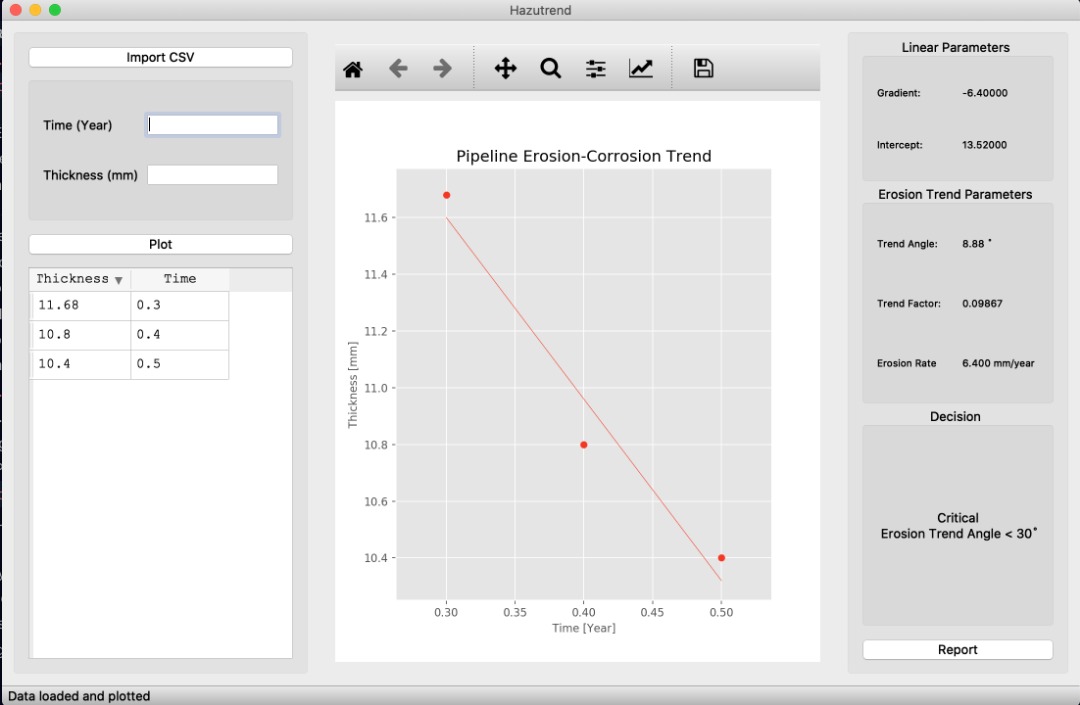 Hazutrend
Import CSV
Time (Year)
Thickness (mm)
Plot
Thickness Time
11.68 0.3
10.8 0.4
10.4 0.5
Pipeline Erosion-Corrosion Trend
Thickness [mm]
11.6
11.4
11.2
11.0
10.8
10.6
10.4
0.30 0.35 0.40 0.45 0.50
Time [Year]
Linear Parameters
Gradient: -6.40000
Intercept: 13.52000
Erosion Trend Parameters
Trend Angle: 8.88 °
Trend Factor: 0.09867
Erosion Rate 6.400 mm/year
Decision
Critical
Erosion Trend Angle < 30°
Report
Data loaded and plotted